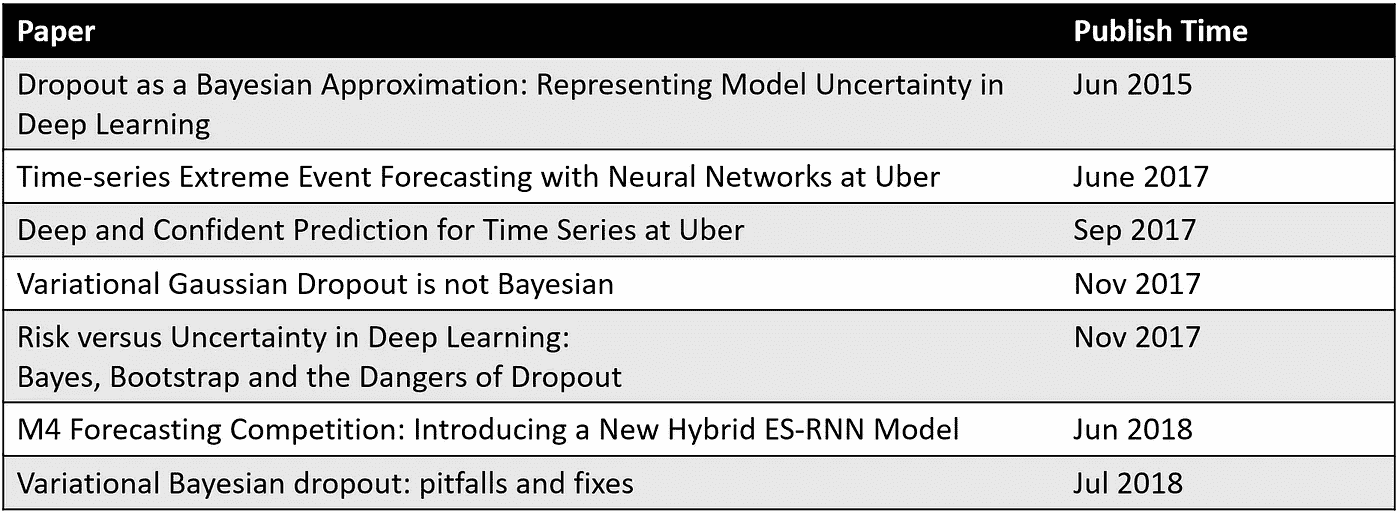 Paper Publish Time
Dropout as a Bayesian Approximation: Representing Model Uncertainty in Jun 2015
Deep Learning
Time-series Extreme Event Forecasting with Neural Networks at Uber June 2017
Deep and Confident Prediction for Time Series at Uber Sep 2017
Variational Gaussian Dropout is not Bayesian Nov 2017
Risk versus Uncertainty in Deep Learning: Nov 2017
Bayes, Bootstrap and the Dangers of Dropout
M4 Forecasting Competition: Introducing a New Hybrid ES-RNN Model Jun 2018
Variational Bayesian dropout: pitfalls and fixes Jul 2018